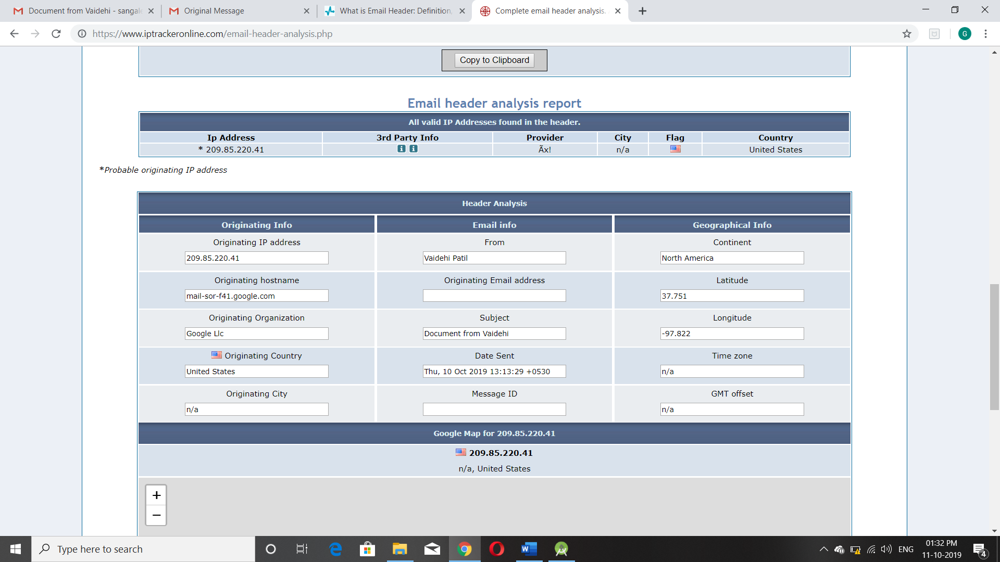 Document from Vaidehi - sangale
Original Message
What is Email Header: Definition,
Complete email header analysis.
https://www.iptrackeronline.com/email-header-analysis.php
G
Copy to Clipboard
Email header analysis report
All valid IP Addresses found in the header.
Ip Address 3rd Party Info Provider City Flag Country
* 209.85.220.41 i i Ãx! n/a United States
*Probable originating IP address
Header Analysis
Originating Info Email info Geographical Info
Originating IP address From Continent
209.85.220.41 Vaidehi Patil North America
Originating hostname Originating Email address Latitude
mail-sor-f41.google.com 37.751
Originating Organization Subject Longitude
Google Llc Document from Vaidehi -97.822
Originating Country Date Sent Time zone
United States Thu, 10 Oct 2019 13:13:29 +0530 n/a
Originating City Message ID GMT offset
n/a n/a
Google Map for 209.85.220.41
209.85.220.41
n/a, United States
+
−
Type here to search
ENG
01:32 PM
11-10-2019
4